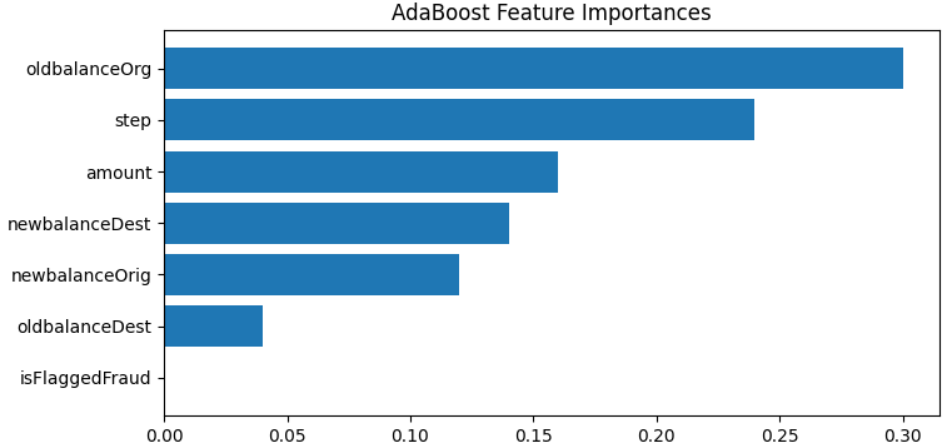 AdaBoost Feature Importances
oldbalanceOrg
step
amount
newbalanceDest
newbalanceOrig
oldbalanceDest
isFlaggedFraud
0.00 0.05 0.10 0.15 0.20 0.25 0.30